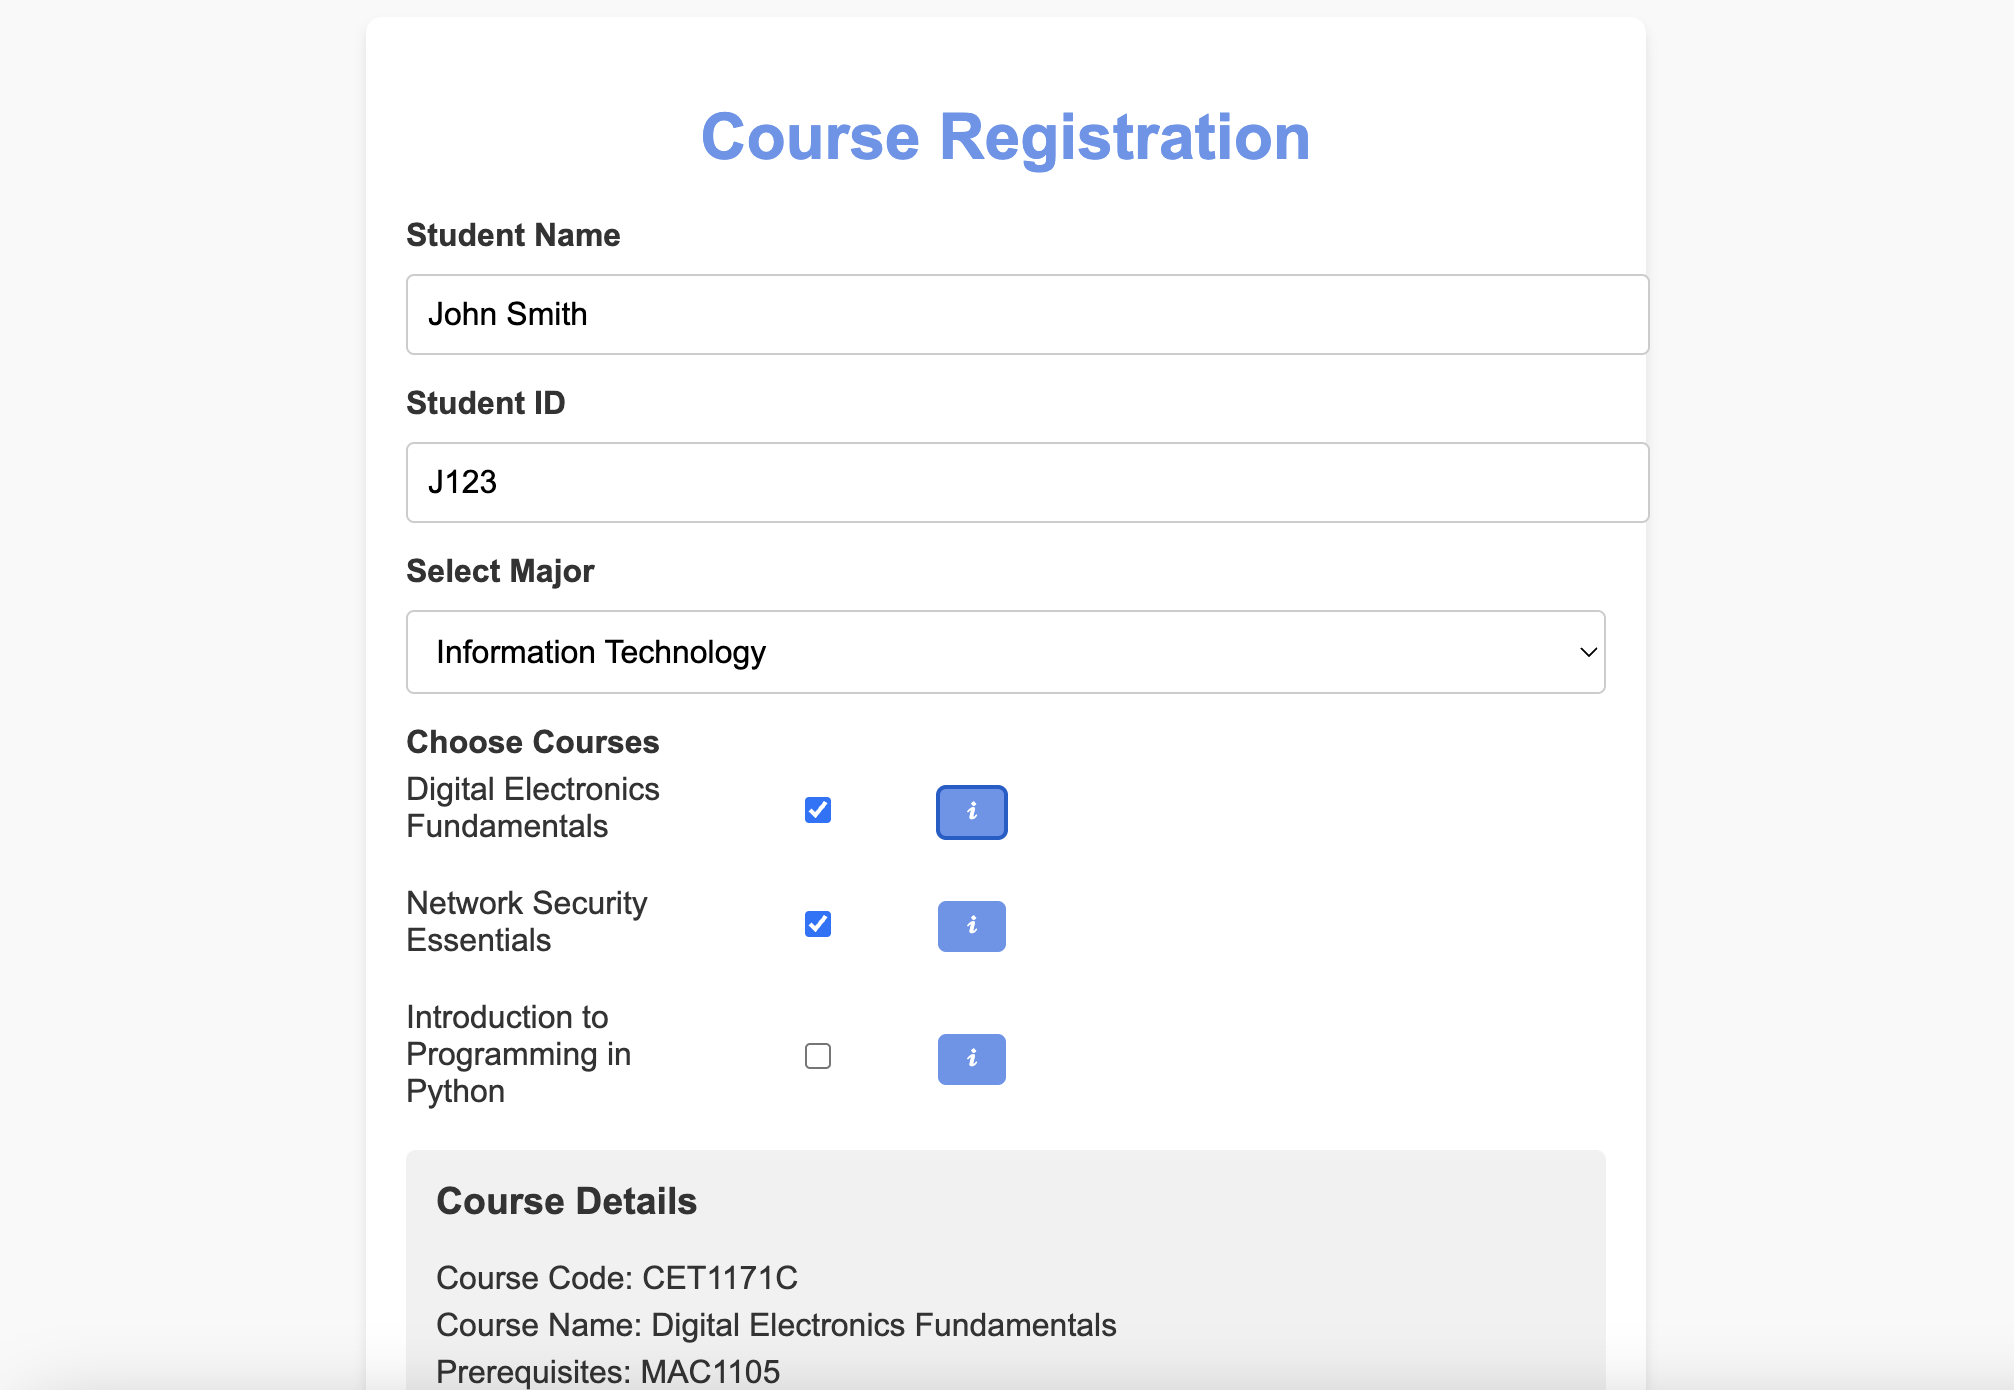 Course Registration
Student Name
John Smith
Student ID
J123
Select Major
Information Technology
Choose Courses
Digital Electronics
Fundamentals
i
Network Security
Essentials
i
Introduction to
Programming in
Python
i
Course Details
Course Code: CET1171C
Course Name: Digital Electronics Fundamentals
Prerequisites: MAC1105